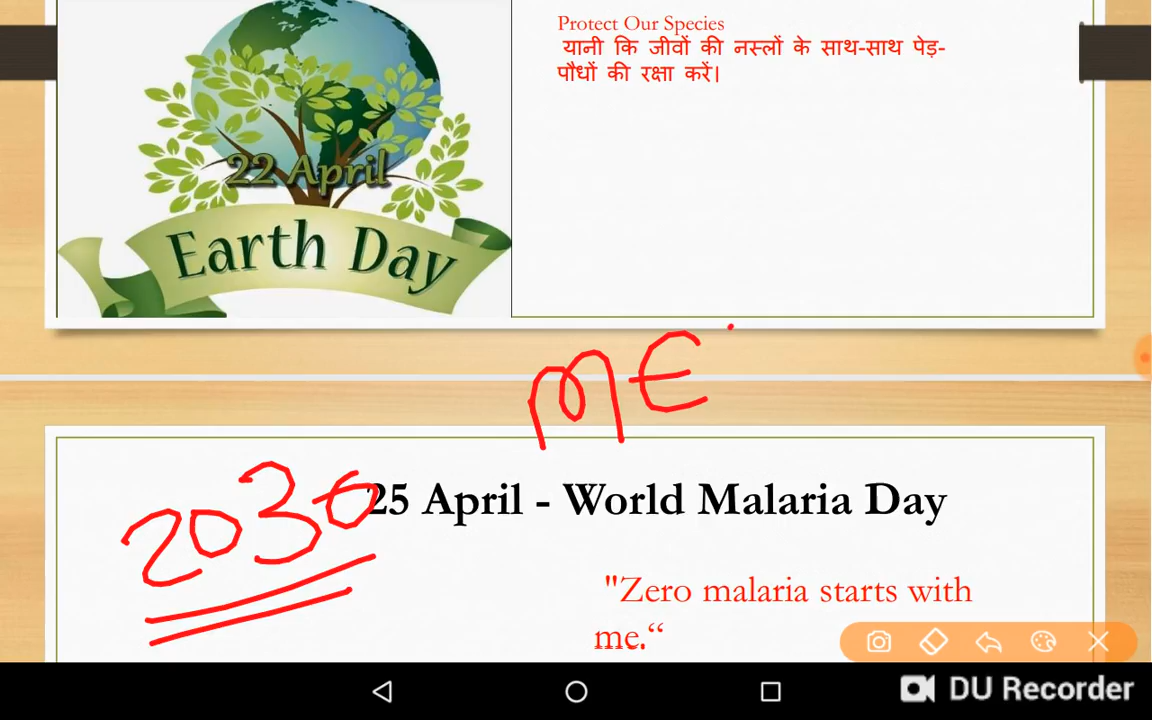 Protect Our Species
यानी कि जीवों की नस्लों के साथ-साथ पेड़-
पौधों की रक्षा करें।
22 April
Earth Day
ME
2030
25 April - World Malaria Day
"Zero malaria starts with
me.“
DU Recorder